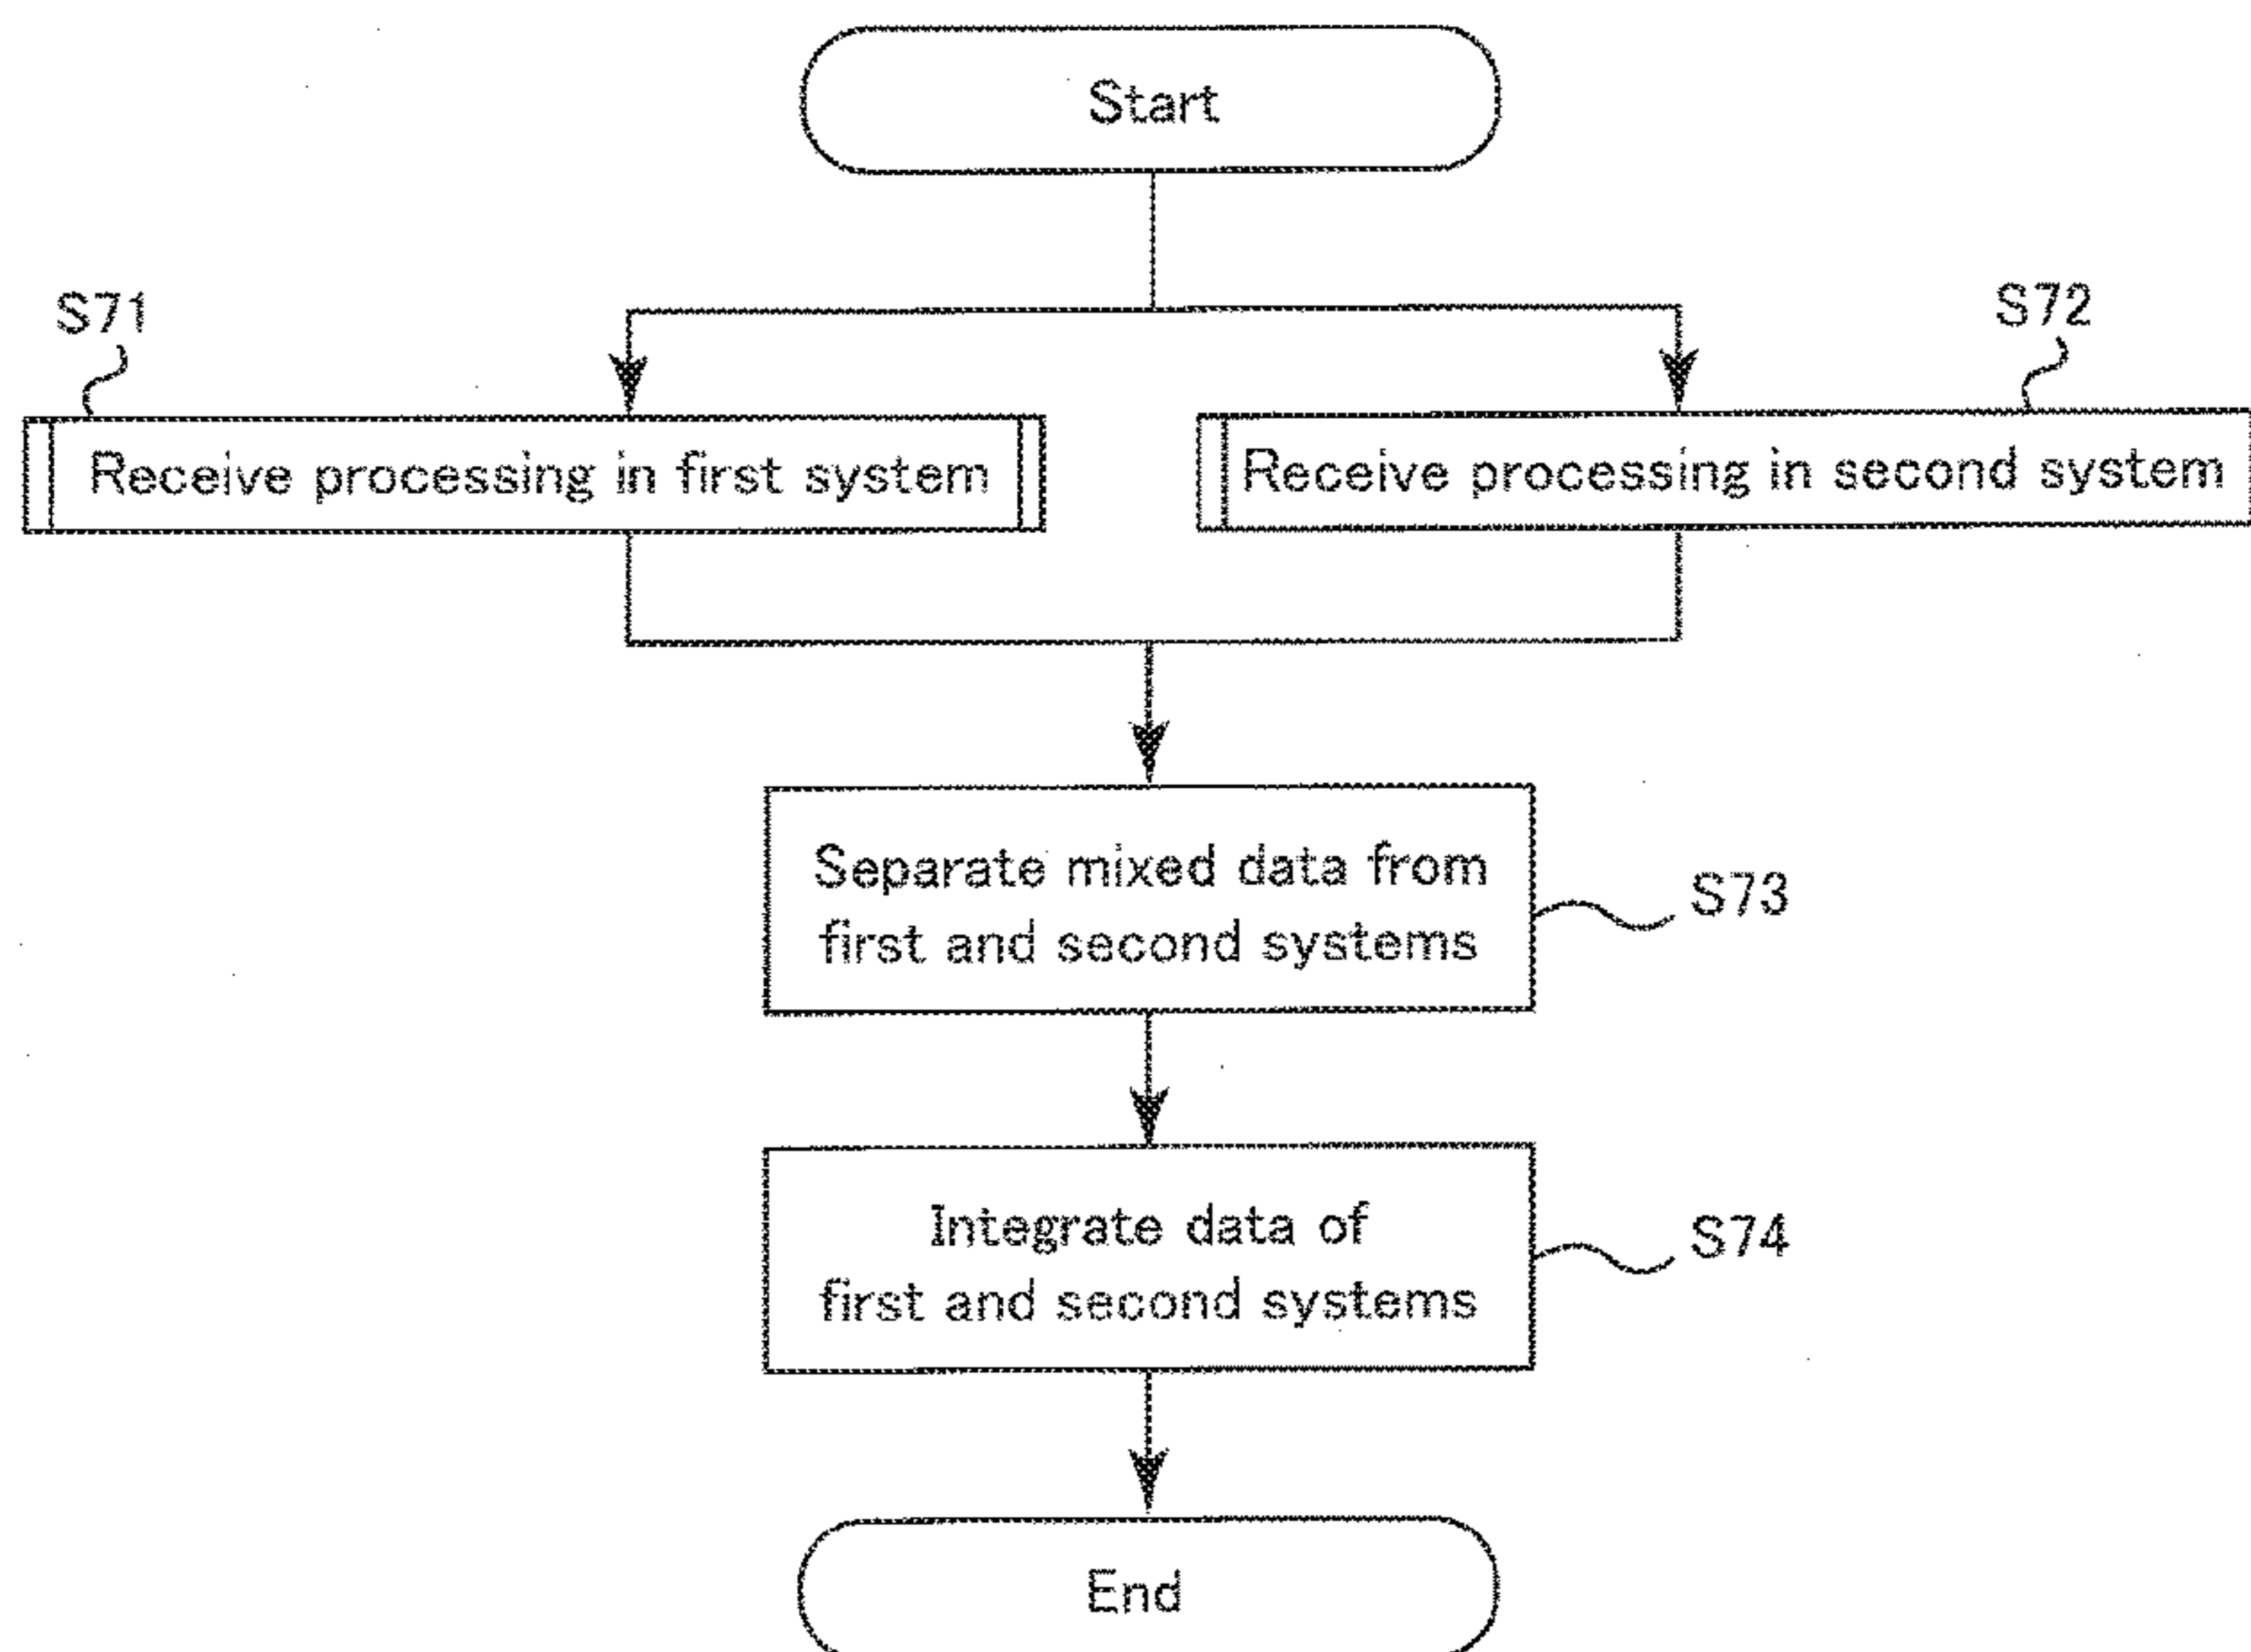 Start
S71
S72
Receive processing in first system
Receive processing in second system
Separate mixed data from
first and second systems
S73
Integrate data of
first and second systems
S74
End